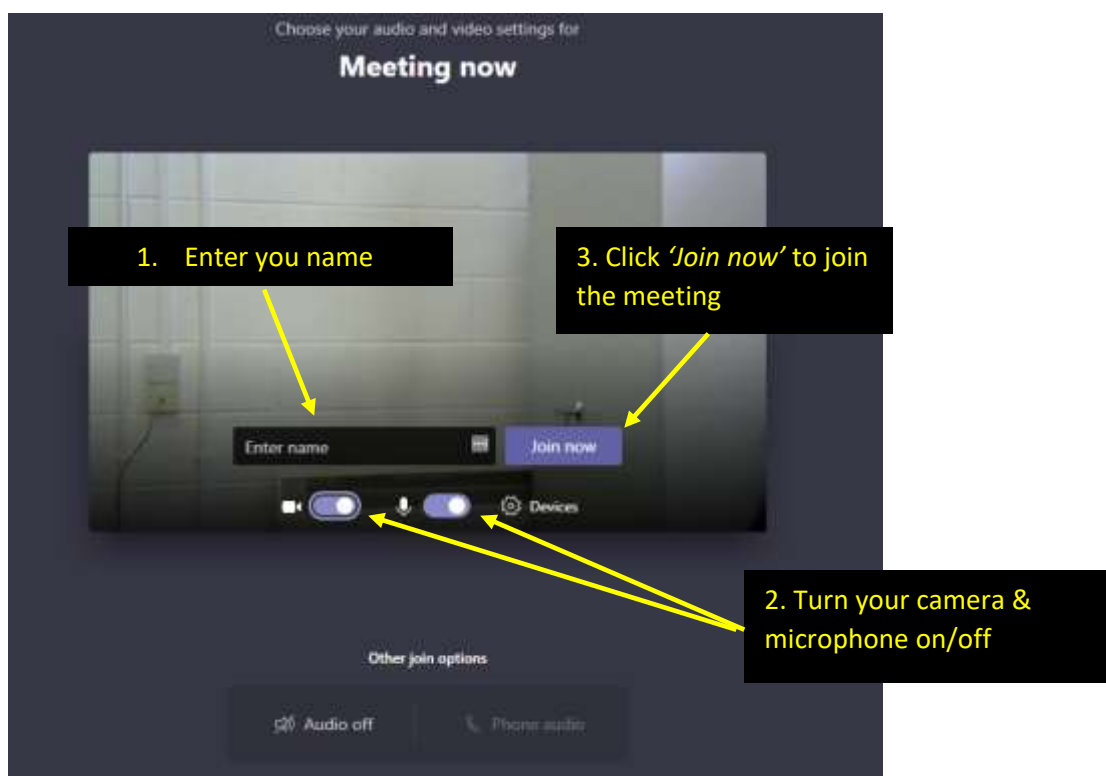 Choose your audio and video settings for
Meeting now
1. Enter you name
3. Click ‘Join now’ to join
the meeting
Enter name
Join now
Devices
2. Turn your camera &
microphone on/off
Other join options
Audio off
Phone audio